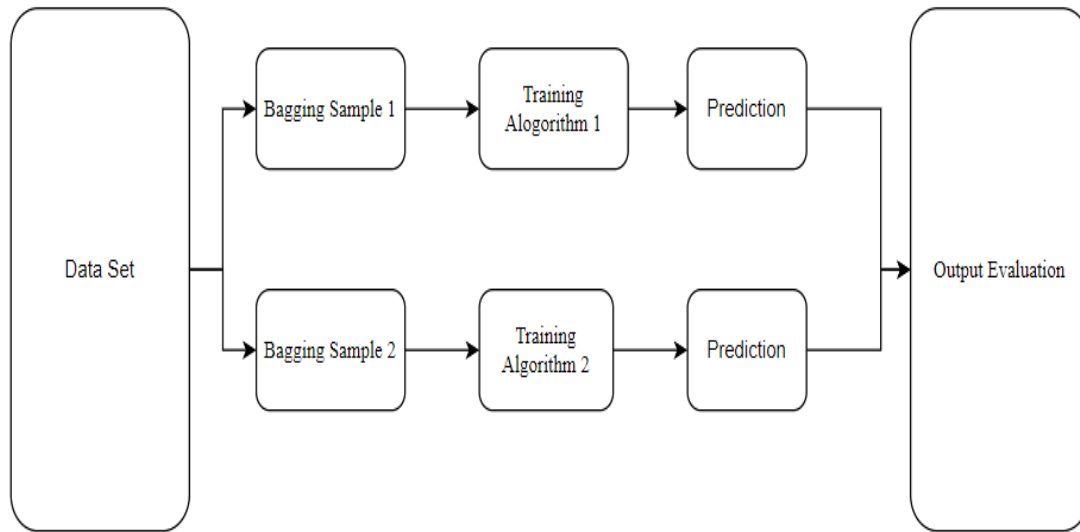 Data Set
Bagging Sample 1
Training
Alogorithm 1
Prediction
Bagging Sample 2
Training
Algorithm 2
Prediction
Output Evaluation